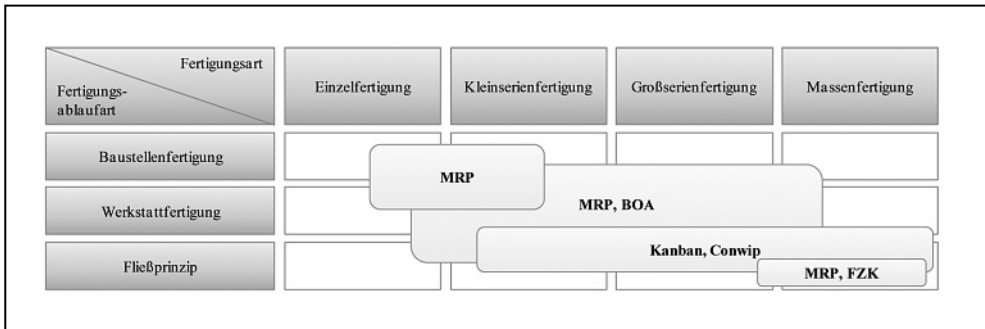 Fertigungsart
Fertigungs-
ablaufart
Einzelfertigung
Kleinserienfertigung
Großserienfertigung
Massenfertigung
Baustellenfertigung
MRP
Werkstattfertigung
MRP, BOA
Fließprinzip
Kanban, Conwip
MRP, FZK